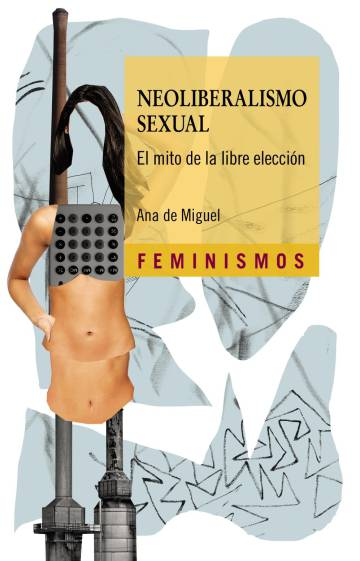 NEOLIBERALISMO
SEXUAL
El mito de la libre elección
Ana de Miguel
FEMINISMOS